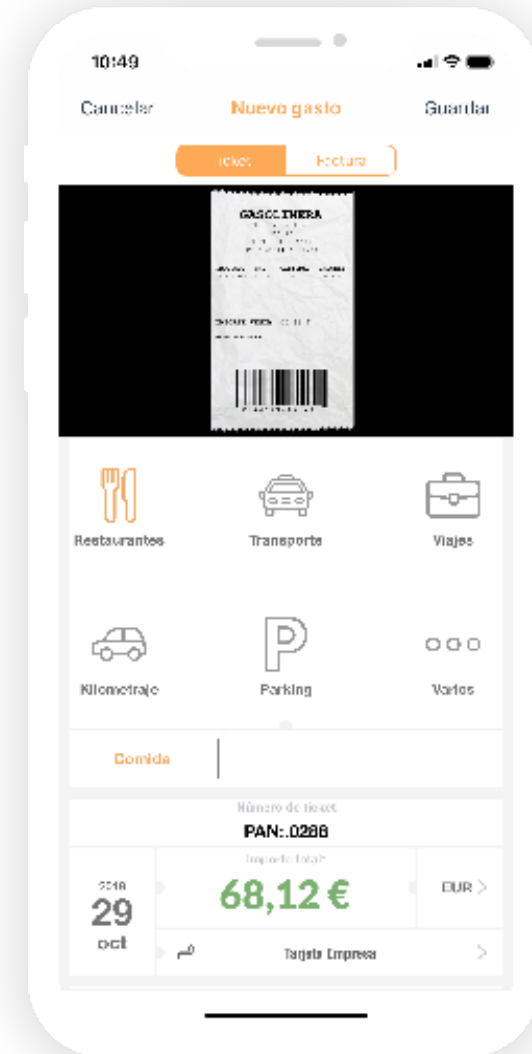 10:49
Cancelar Nuevo gasto Guardar
Ticket Factura
GASOLINERA
Restaurantes Transporte Viajes
Kilometraje Parking Varios
Comida
Número de ticket
PAN:.0288
Importe total:
68,12 € EUR
2018
29
oct
Tarjeta Empresa